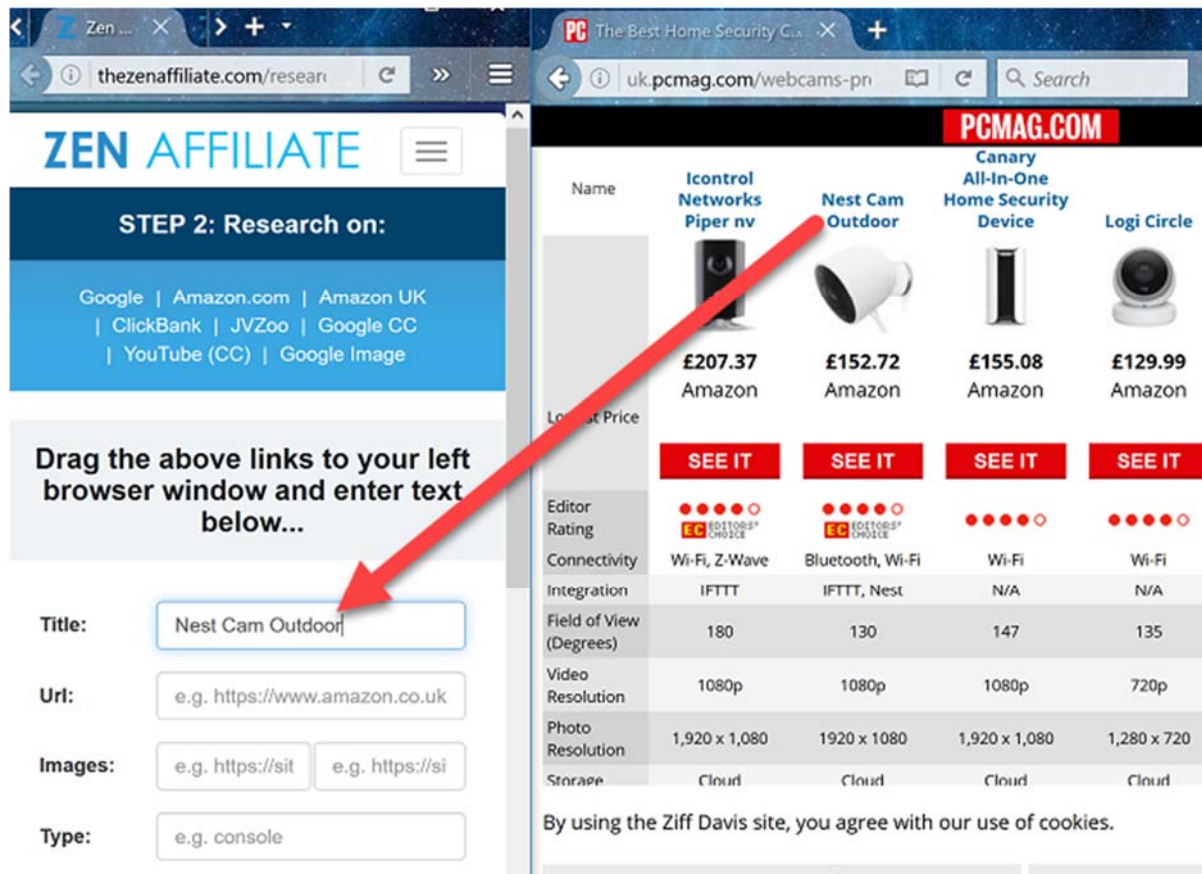 Zen ...
thezenaffiliate.com/researc
ZEN AFFILIATE
STEP 2: Research on:
Google | Amazon.com | Amazon UK
| ClickBank | JVZoo | Google CC
| YouTube (CC) | Google Image
Drag the above links to your left
browser window and enter text
below...
Title: Nest Cam Outdoor
Url: e.g. https://www.amazon.co.uk
Images: e.g. https://sit e.g. https://si
Type: e.g. console
PC The Best Home Security C...
uk.pcmag.com/webcams-pr Search
PCMAG.COM
Name
Icontrol
Networks
Piper nv
Nest Cam
Outdoor
Canary
All-In-One
Home Security
Device
Logi Circle
£207.37 £152.72 £155.08 £129.99
Amazon Amazon Amazon Amazon
Price
SEE IT SEE IT SEE IT SEE IT
Editor
Rating
EC EDITORS' CHOICE EC EDITORS' CHOICE
Connectivity Wi-Fi, Z-Wave Bluetooth, Wi-Fi Wi-Fi Wi-Fi
Integration IFTTT IFTTT, Nest N/A N/A
Field of View
(Degrees) 180 130 147 135
Video
Resolution 1080p 1080p 1080p 720p
Photo
Resolution 1,920 x 1,080 1920 x 1080 1,920 x 1,080 1,280 x 720
Storage Cloud Cloud Cloud Cloud
By using the Ziff Davis site, you agree with our use of cookies.